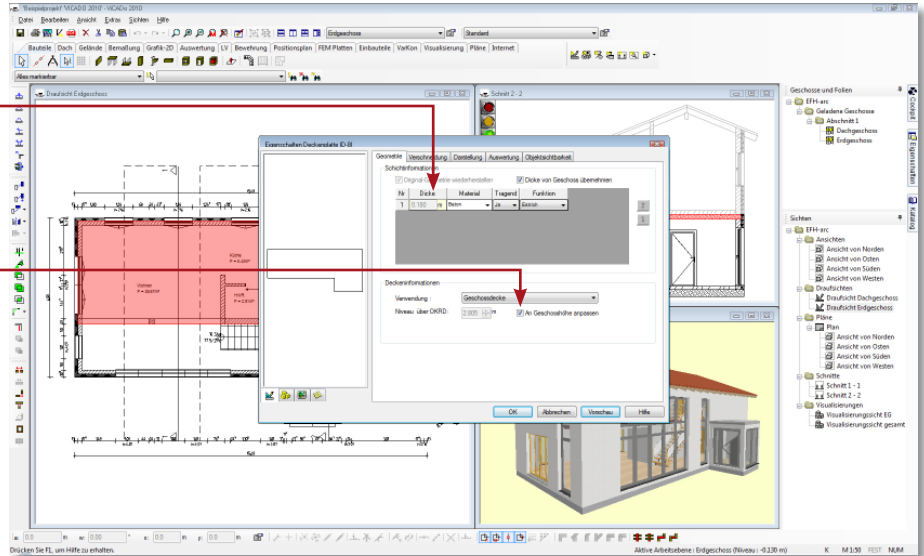 "Beispielprojekt" VICADO 2010" - VICADo 2010
Datei Bearbeiten Ansicht Extras Sichten Hilfe
Erdgeschoss
Standard
Bauteile Dach Gelände Bemaßung Grafik-2D Auswertung LV Bewehrung Positionsplan FEM Platten Einbauteile VarKon Visualisierung Pläne Internet
Alles markierbar
Draufsicht Erdgeschoss
Schnitt 2 - 2
Geschosse und Folien
EFH-arc
Geladene Geschosse
Abschnitt 1
Dachgeschoss
Erdgeschoss
Cockpit
Eigenschaften
Katalog
Eigenschaften Deckenplatte ID-BI
Geometrie Verschneidung Darstellung Auswertung Objektsichtbarkeit
Schichtinformationen
Original-Geometrie wiederherstellen
Dicke von Geschoss übernehmen
Nr Dicke Material Tragend Funktion
1 0.180 m Beton Ja Estrich
Deckeninformationen
Verwendung : Geschossdecke
Niveau über OKRD: 2.805 m An Geschosshöhe anpassen
OK Abbrechen Vorschau Hilfe
Küche
Wohnen
Sichten
EFH-arc
Ansichten
Ansicht von Norden
Ansicht von Osten
Ansicht von Süden
Ansicht von Westen
Draufsichten
Draufsicht Dachgeschoss
Draufsicht Erdgeschoss
Pläne
Plan
Ansicht von Norden
Ansicht von Osten
Ansicht von Süden
Ansicht von Westen
Schnitte
Schnitt 1 - 1
Schnitt 2 - 2
Visualisierungen
Visualisierungssicht EG
Visualisierungssicht gesamt
Drücken Sie F1, um Hilfe zu erhalten.
Aktive Arbeitsebene : Erdgeschoss (Niveau : -0.130 m)
K M 1:50 FEST NUM